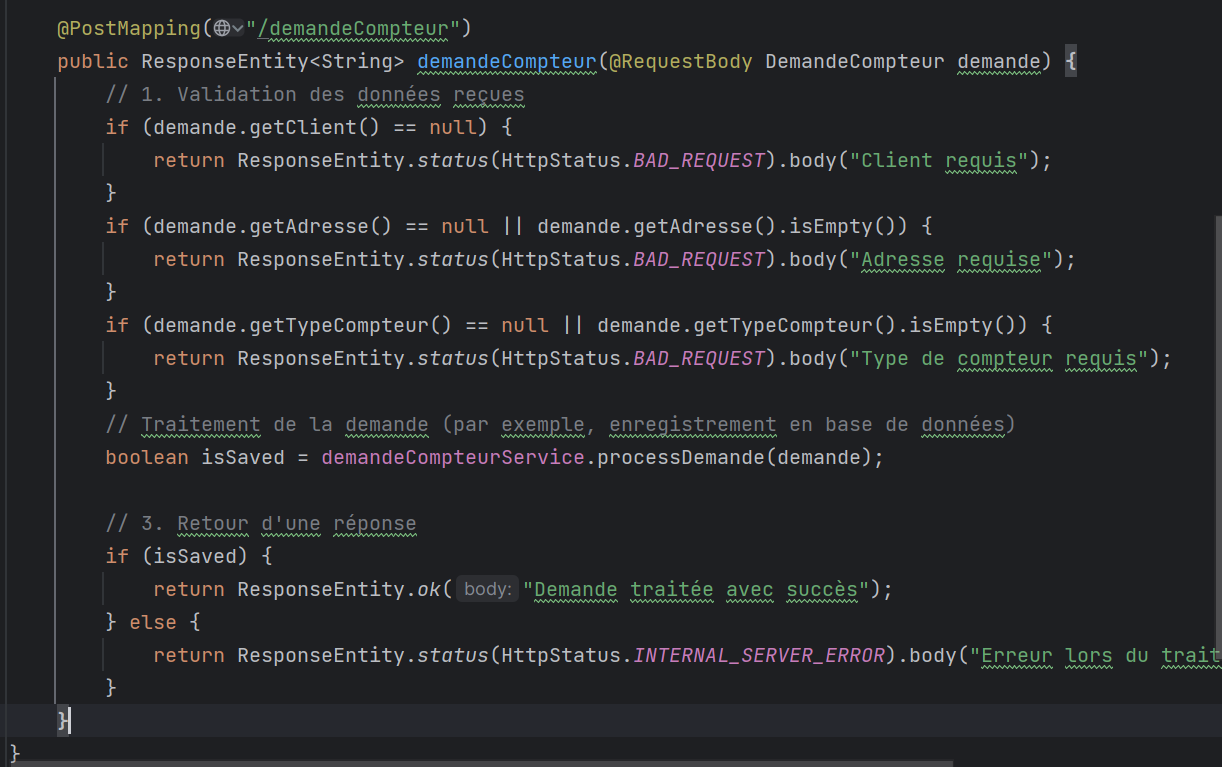 @PostMapping("/demandeCompteur")
public ResponseEntity<String> demandeCompteur(@RequestBody DemandeCompteur demande) {
// 1. Validation des données reçues
if (demande.getClient() == null) {
return ResponseEntity.status(HttpStatus.BAD_REQUEST).body("Client requis");
}
if (demande.getAdresse() == null || demande.getAdresse().isEmpty()) {
return ResponseEntity.status(HttpStatus.BAD_REQUEST).body("Adresse requise");
}
if (demande.getTypeCompteur() == null || demande.getTypeCompteur().isEmpty()) {
return ResponseEntity.status(HttpStatus.BAD_REQUEST).body("Type de compteur requis");
}
// Traitement de la demande (par exemple, enregistrement en base de données)
boolean isSaved = demandeCompteurService.processDemande(demande);
// 3. Retour d'une réponse
if (isSaved) {
return ResponseEntity.ok( body: "Demande traitée avec succès");
} else {
return ResponseEntity.status(HttpStatus.INTERNAL_SERVER_ERROR).body("Erreur lors du trait
}
}
}